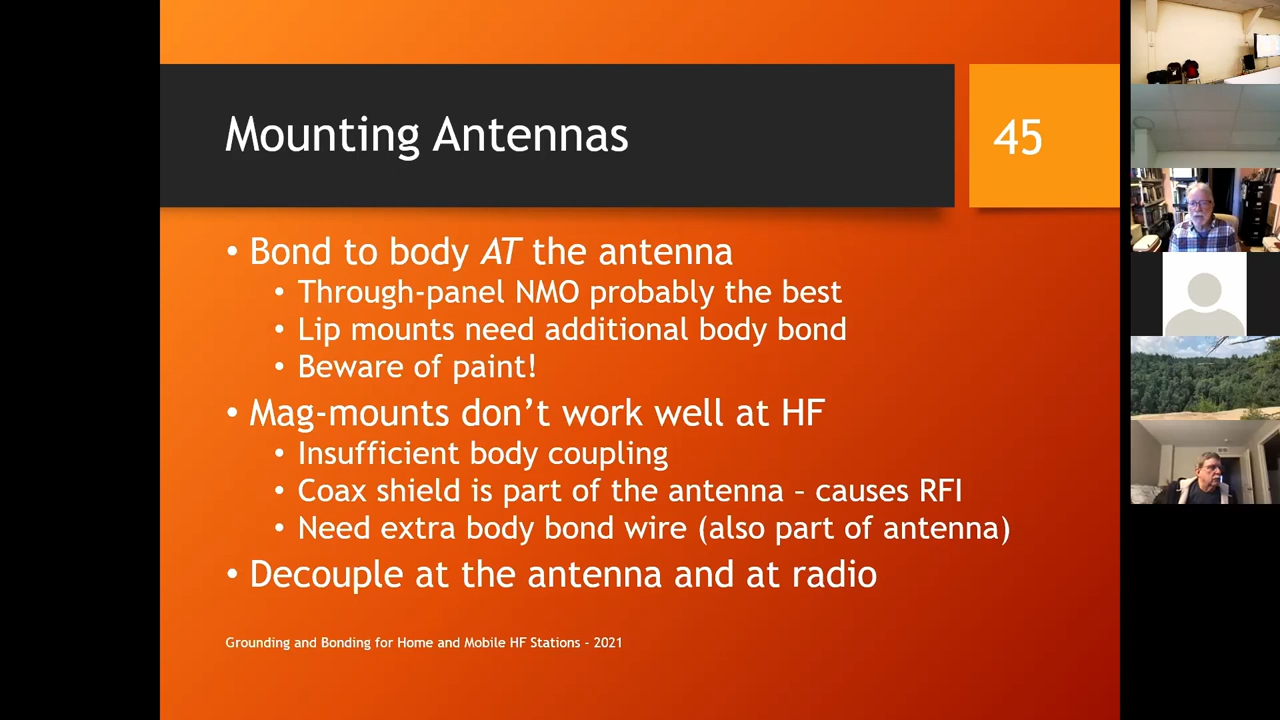 Mounting Antennas
45
• Bond to body AT the antenna
• Through-panel NMO probably the best
• Lip mounts need additional body bond
• Beware of paint!
• Mag-mounts don’t work well at HF
• Insufficient body coupling
• Coax shield is part of the antenna – causes RFI
• Need extra body bond wire (also part of antenna)
• Decouple at the antenna and at radio
Grounding and Bonding for Home and Mobile HF Stations - 2021